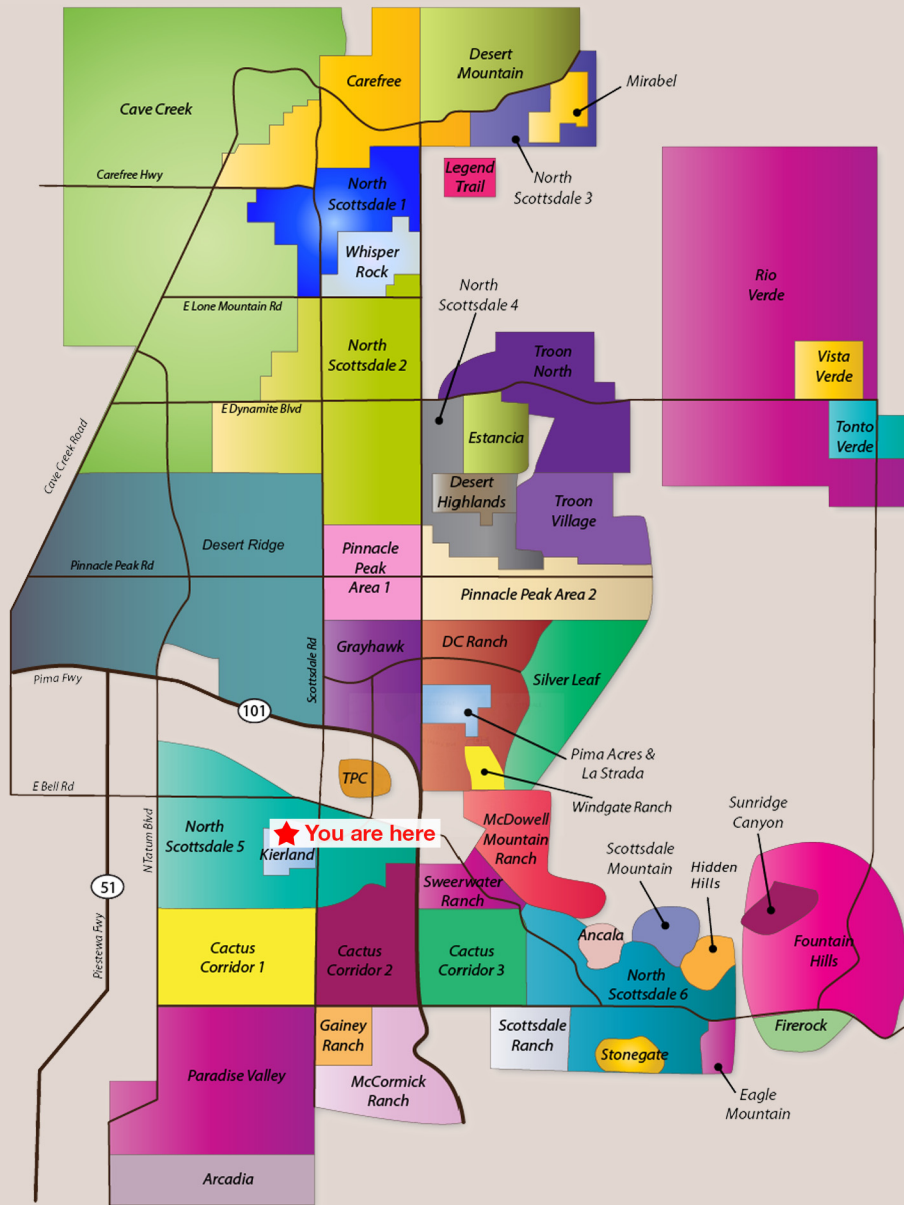 Desert
Mountain
Carefree
Mirabel
Cave Creek
Carefree Hwy
Legend
Trail
North
Scottsdale 3
North
Scottsdale 1
Whisper
Rock
Rio
Verde
North
Scottsdale 4
E Lone Mountain Rd
North
Scottsdale 2
Troon
North
Vista
Verde
E Dynamite Blvd
Tonto
Verde
Estancia
Cave Creek Road
Desert
Highlands
Troon
Village
Desert Ridge
Pinnacle
Peak
Area 1
Pinnacle Peak Rd
Pinnacle Peak Area 2
Scottsdale Rd
Grayhawk
DC Ranch
Silver Leaf
Pima Fwy
101
Pima Acres &
La Strada
TPC
E Bell Rd
Windgate Ranch
Sunridge
Canyon
N Tatum Blvd
North
Scottsdale 5
You are here
Kierland
McDowell
Mountain
Ranch
Scottsdale
Mountain
Hidden
Hills
51
Sweerwater
Ranch
Piestewa Fwy
Cactus
Corridor 1
Cactus
Corridor 2
Cactus
Corridor 3
Ancala
North
Scottsdale 6
Fountain
Hills
Gainey
Ranch
Scottsdale
Ranch
Firerock
Stonegate
Paradise Valley
McCormick
Ranch
Eagle
Mountain
Arcadia